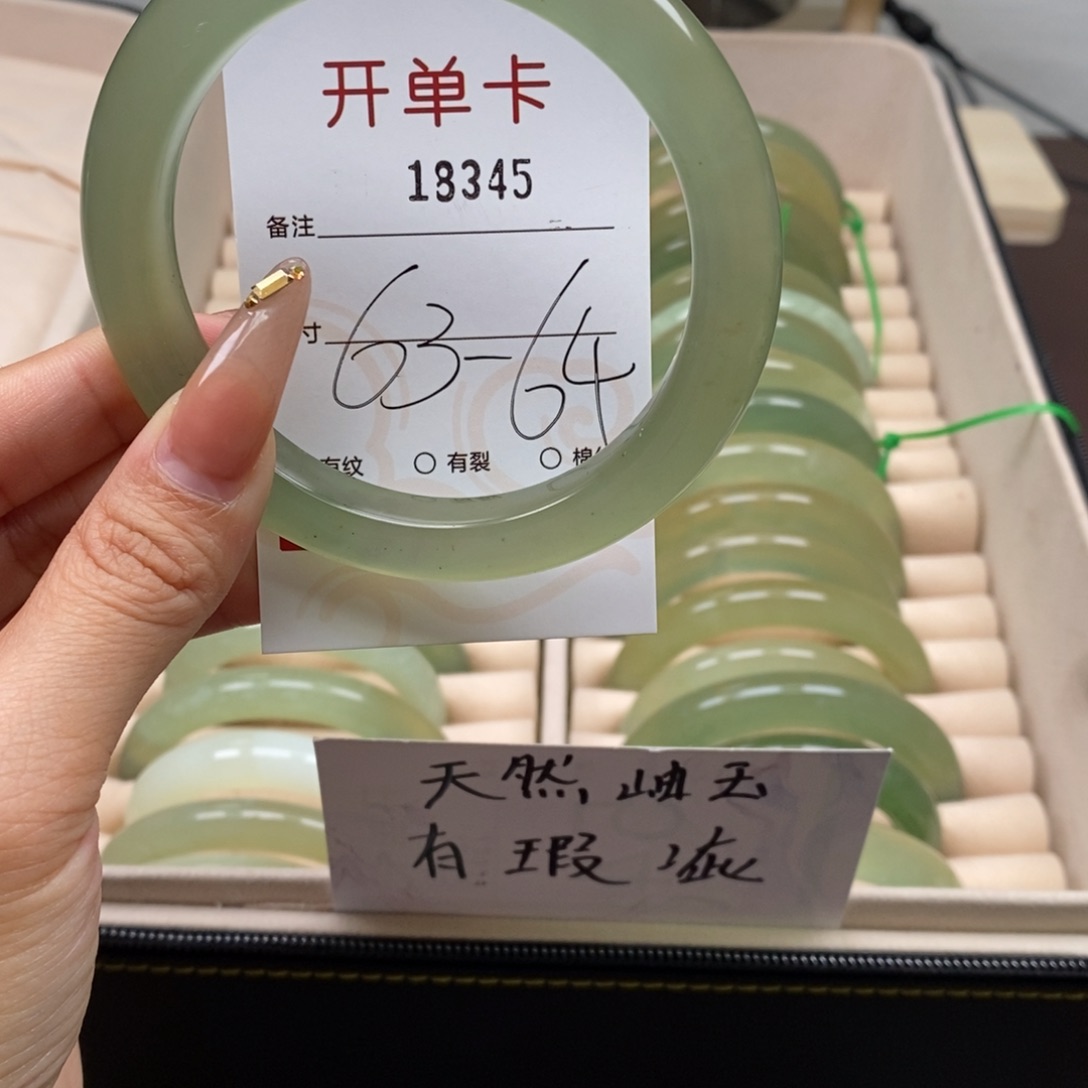 开单卡
18345
备注
寸 63-64
有纹 ○ 有裂 ○ 棉
天然岫玉
有瑕疵